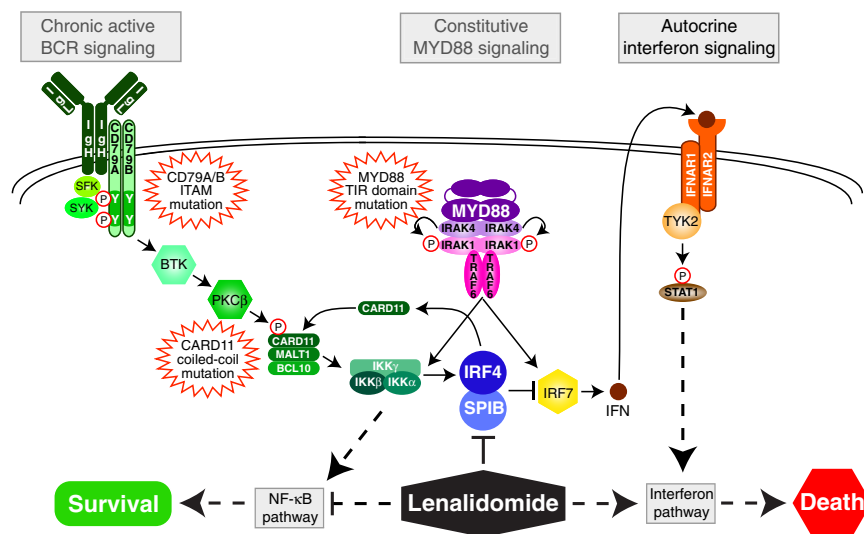 Chronic active
BCR signaling
Constitutive
MYD88 signaling
Autocrine
interferon signaling
IgL
IgL
IgH
IgH
CD79A
CD79B
SFK
SYK
P
P
Y
Y
Y
Y
CD79A/B
ITAM
mutation
MYD88
TIR domain
mutation
MYD88
IRAK4
IRAK4
P
IRAK1
IRAK1
P
TRAF6
TRAF6
IFNAR1
IFNAR2
TYK2
P
STAT1
BTK
PKCβ
P
CARD11
CARD11
MALT1
BCL10
CARD11
coiled-coil
mutation
IKKγ
IKKβ
IKKα
IRF4
SPIB
IRF7
IFN
Survival
NF-κB
pathway
Lenalidomide
Interferon
pathway
Death